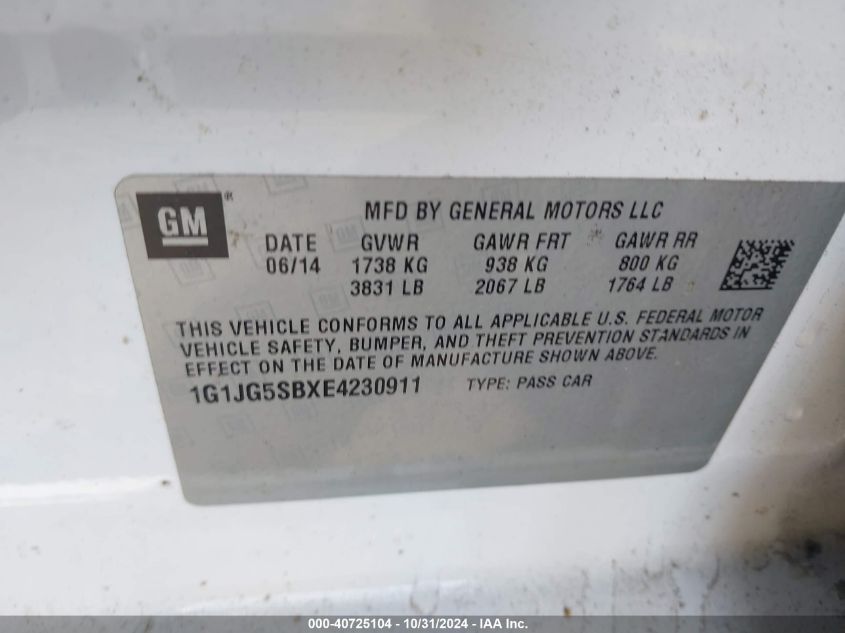 GM®
MFD BY GENERAL MOTORS LLC
DATE GVWR GAWR FRT GAWR RR
06/14 1738 KG 938 KG 800 KG
3831 LB 2067 LB 1764 LB
THIS VEHICLE CONFORMS TO ALL APPLICABLE U.S. FEDERAL MOTOR
VEHICLE SAFETY, BUMPER, AND THEFT PREVENTION STANDARDS IN
EFFECT ON THE DATE OF MANUFACTURE SHOWN ABOVE.
1G1JG5SBXE4230911 TYPE: PASS CAR
000-40725104 - 10/31/2024 - IAA Inc.